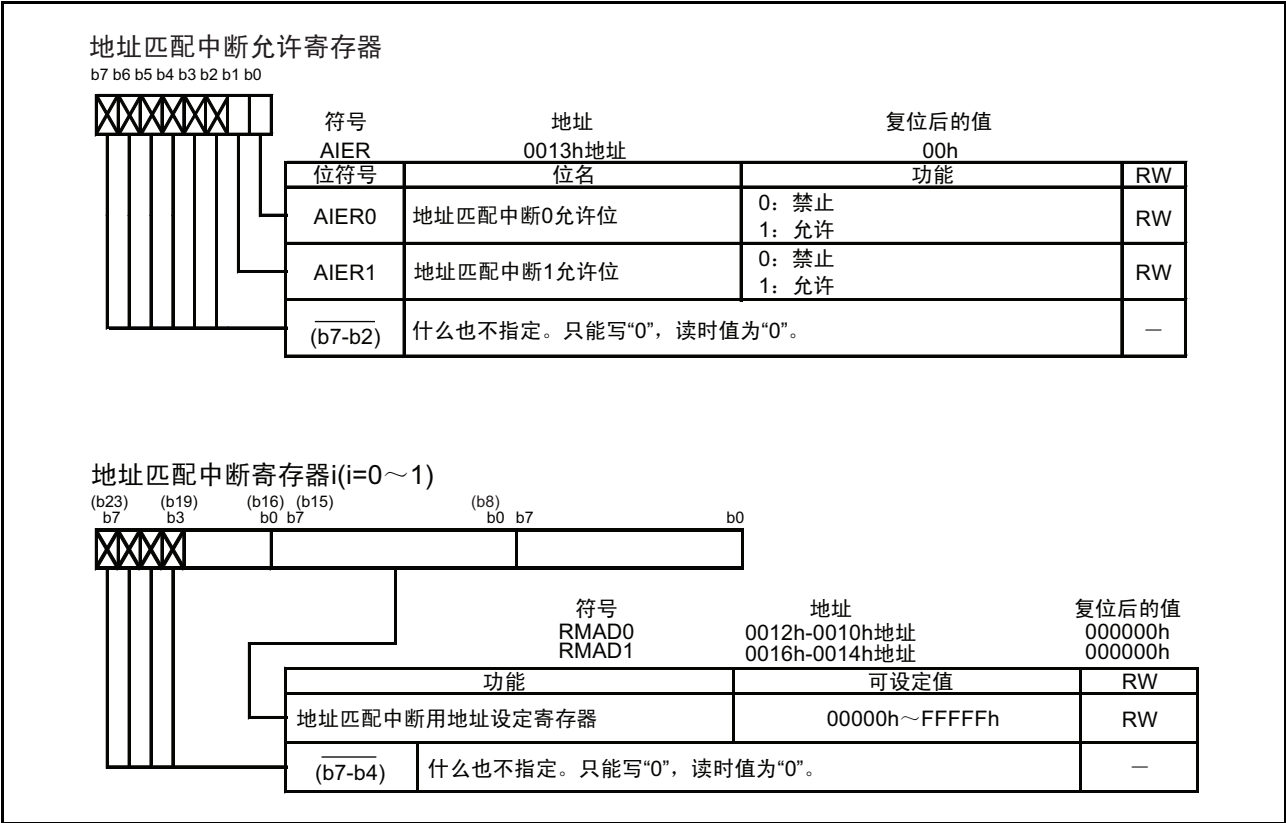 地址匹配中断允许寄存器
b7 b6 b5 b4 b3 b2 b1 b0
符号 地址 复位后的值
AIER 0013h地址 00h
位符号 位名 功能 RW
AIER0 地址匹配中断0允许位 0：禁止 RW
1：允许
AIER1 地址匹配中断1允许位 0：禁止 RW
1：允许
(b7-b2) 什么也不指定。只能写“0”，读时值为“0”。 —
地址匹配中断寄存器i(i=0～1)
(b23) (b19) (b16) (b15) (b8)
b7 b3 b0 b7 b0 b7 b0
符号 地址 复位后的值
RMAD0 0012h-0010h地址 000000h
RMAD1 0016h-0014h地址 000000h
功能 可设定值 RW
地址匹配中断用地址设定寄存器 00000h～FFFFFh RW
(b7-b4) 什么也不指定。只能写“0”，读时值为“0”。 —